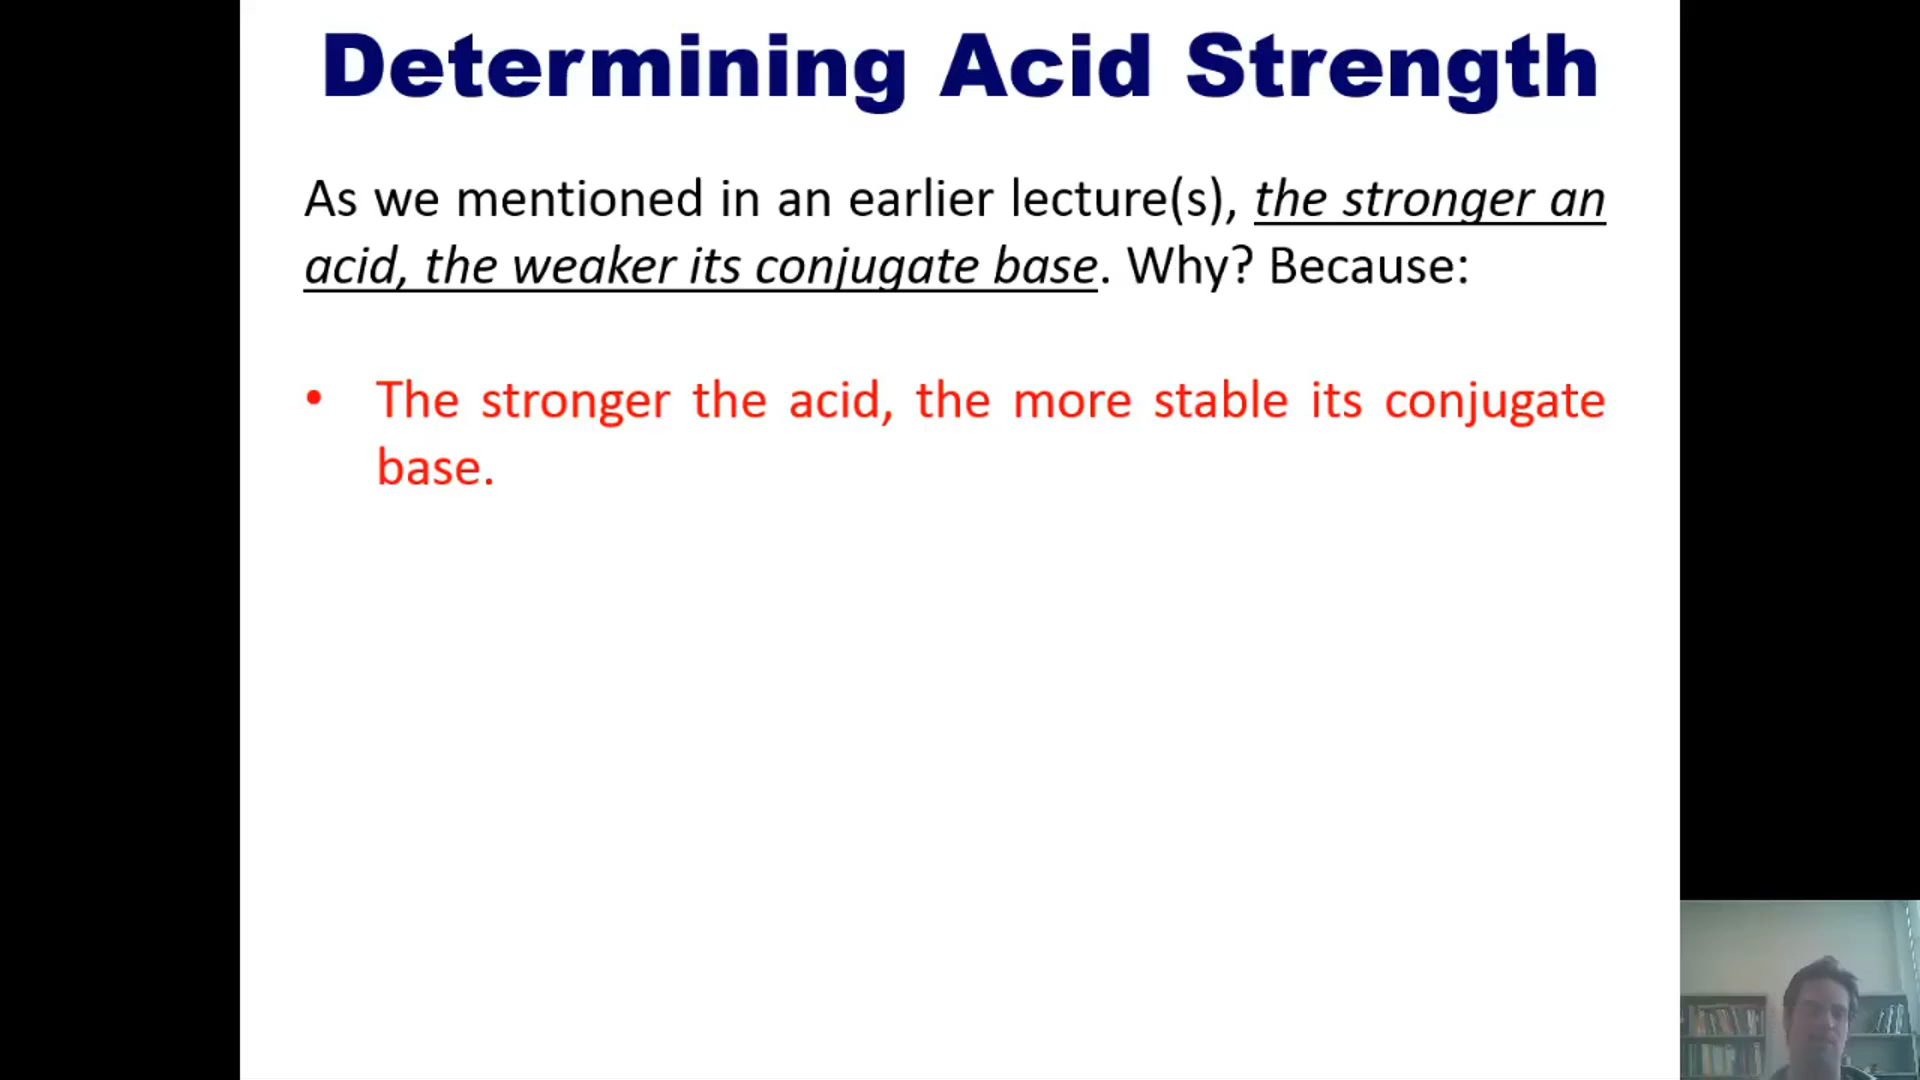 Determining Acid Strength
As we mentioned in an earlier lecture(s), the stronger an
acid, the weaker its conjugate base. Why? Because:
• The stronger the acid, the more stable its conjugate
base.